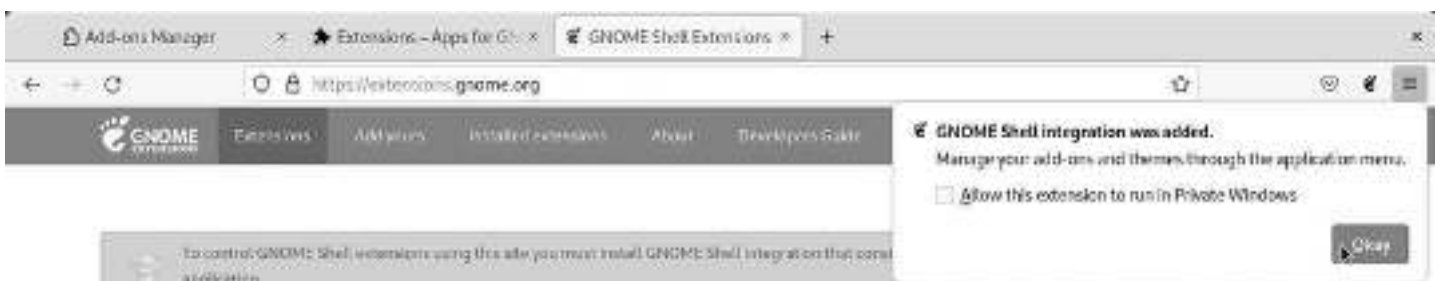 Add-ons Manager
Extensions – Apps for G
GNOME Shell Extensions
https://extensions.gnome.org
GNOME
EXTENSIONS
Extensions
Add yours
Installed extensions
About
Developers Guide
GNOME Shell integration was added.
Manage your add-ons and themes through the application menu.
Allow this extension to run in Private Windows
Okay
To control GNOME Shell extensions using this site you must install GNOME Shell integration that cons
application